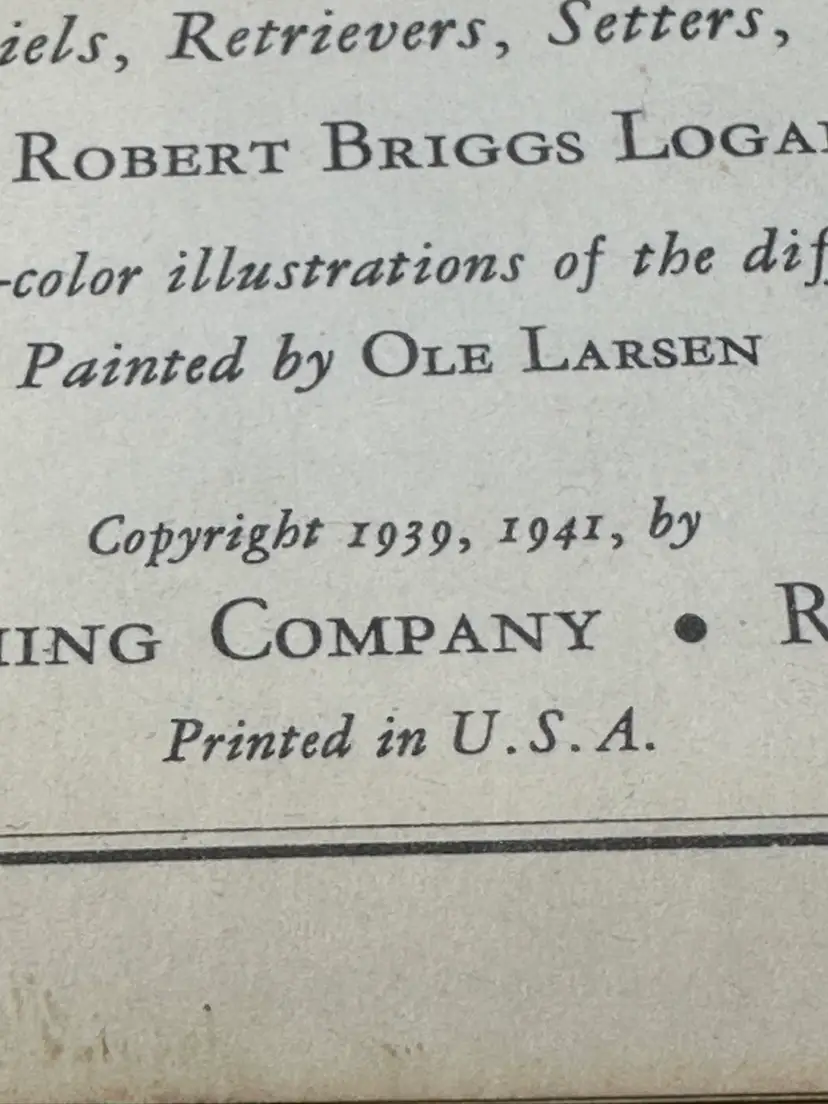 iels, Retrievers, Setters,
ROBERT BRIGGS LOGA
-color illustrations of the dif
Painted by OLE LARSEN
Copyright 1939, 1941, by
HING COMPANY • R
Printed in U.S.A.